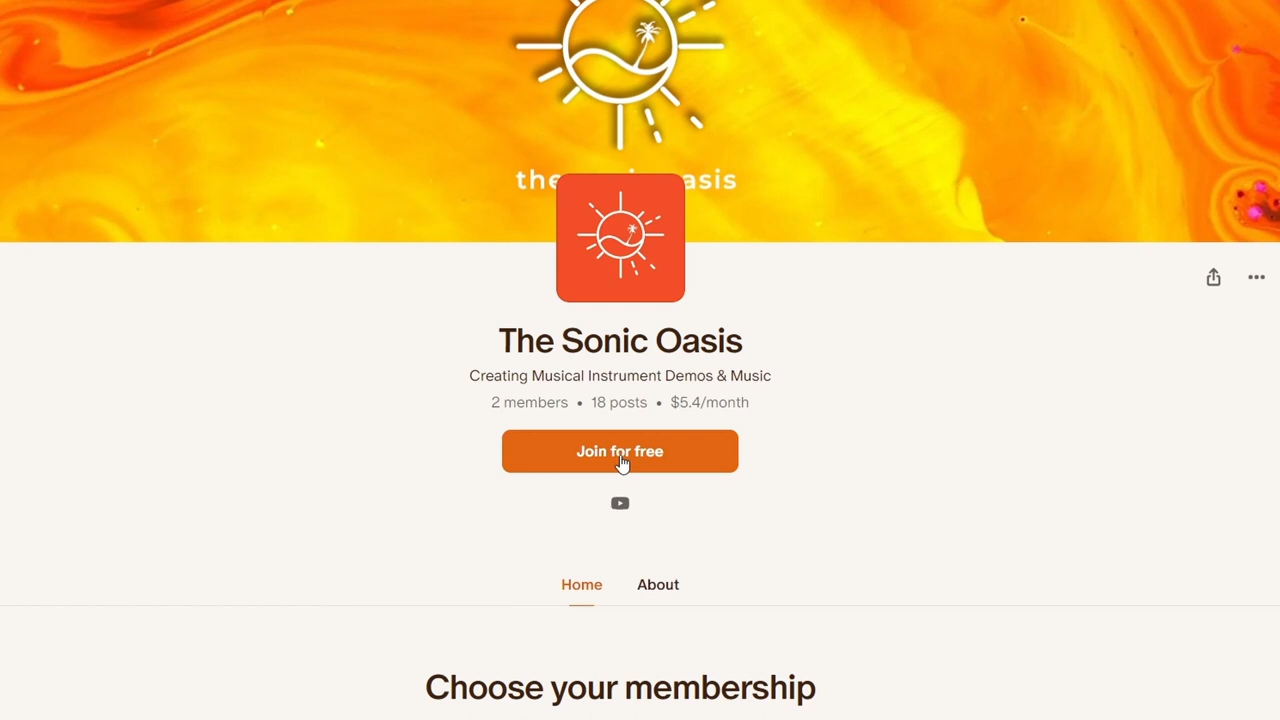 the asis
The Sonic Oasis
Creating Musical Instrument Demos & Music
2 members • 18 posts • $5.4/month
Join for free
Home About
Choose your membership